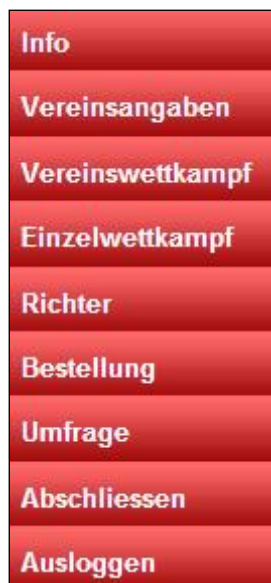 Info
Vereinsangaben
Vereinswettkampf
Einzelwettkampf
Richter
Bestellung
Umfrage
Abschliessen
Ausloggen